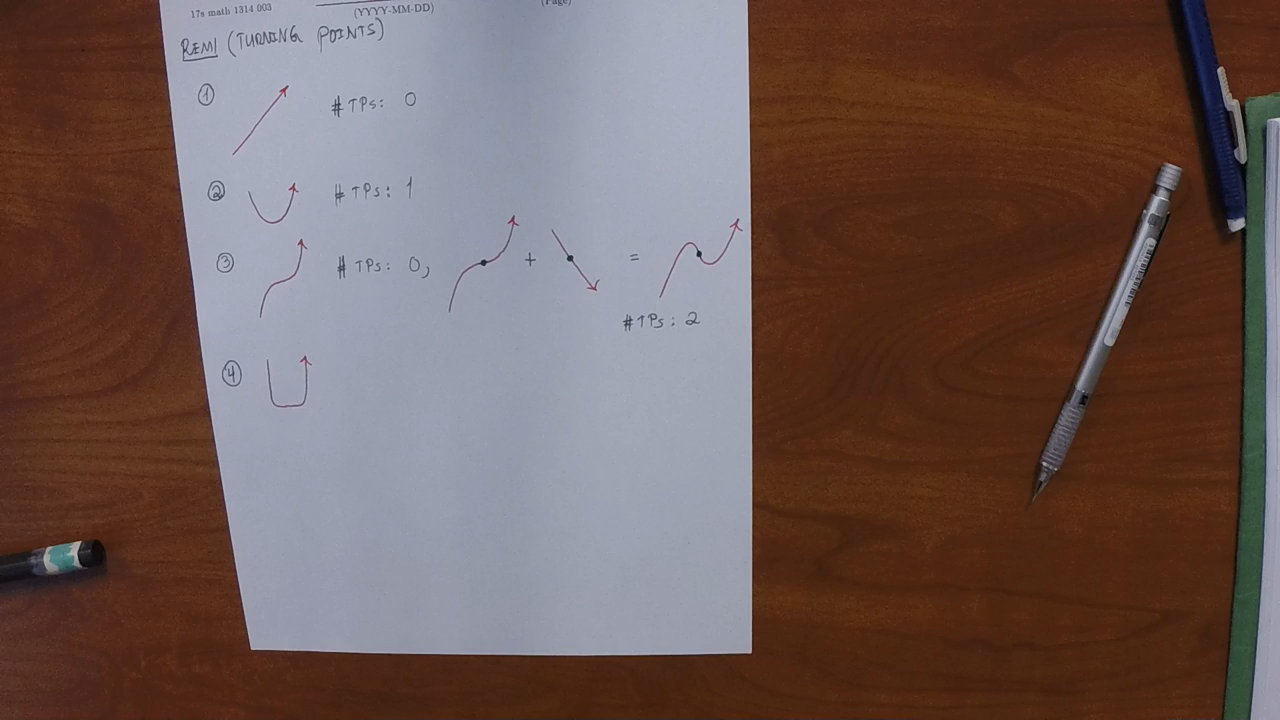 17s math 1314 003 (YYYY-MM-DD) (Page)
REM (TURNING POINTS)
① # TPs: 0
② # TPs: 1
③ # TPs: 0, + =
# TPs: 2
④